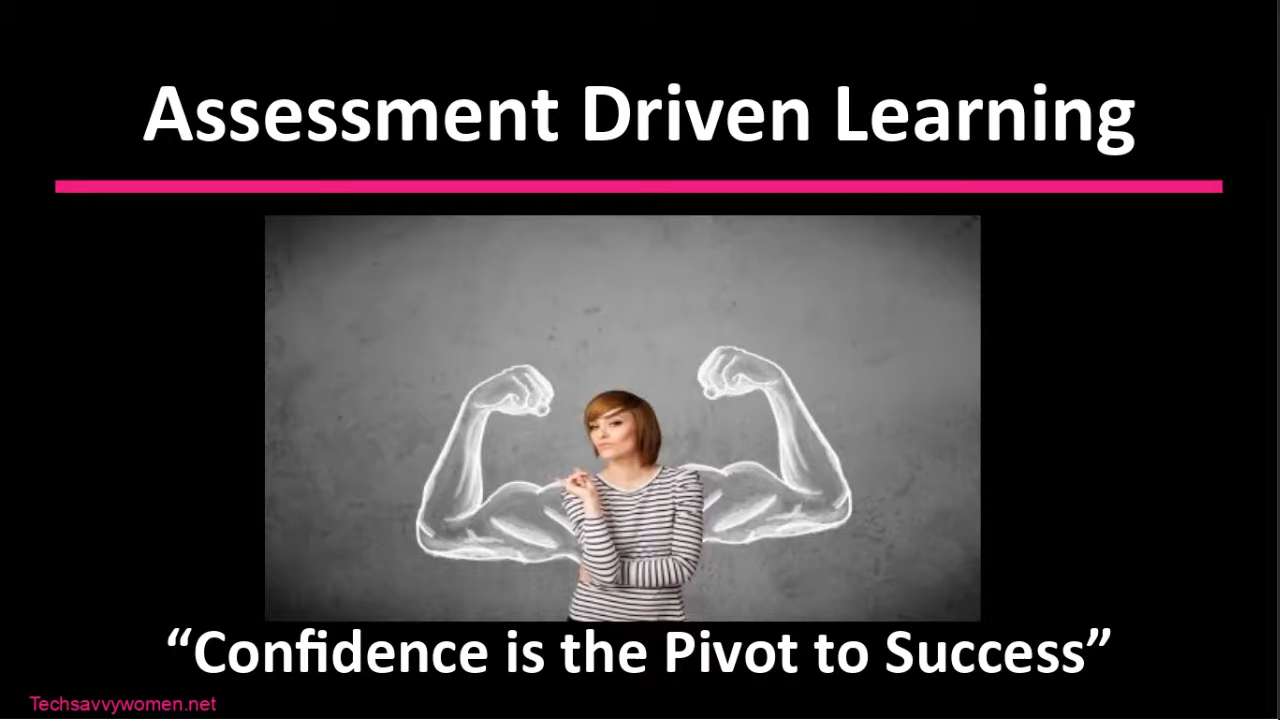 Assessment Driven Learning
“Confidence is the Pivot to Success”
Techsavvywomen.net